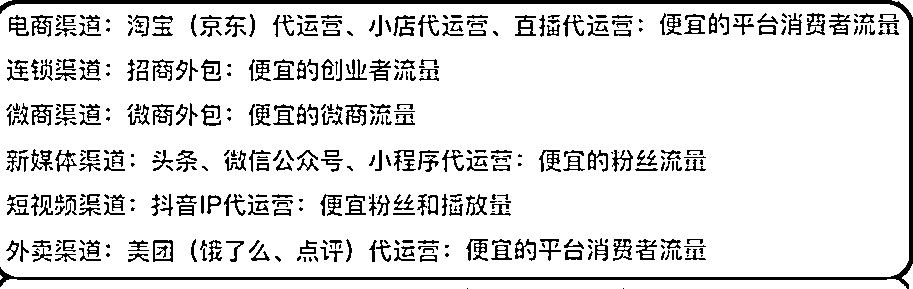 电商渠道：淘宝（京东）代运营、小店代运营、直播代运营：便宜的平台消费者流量
连锁渠道：招商外包：便宜的创业者流量
微商渠道：微商外包：便宜的微商流量
新媒体渠道：头条、微信公众号、小程序代运营：便宜的粉丝流量
短视频渠道：抖音IP代运营：便宜粉丝和播放量
外卖渠道：美团（饿了么、点评）代运营：便宜的平台消费者流量